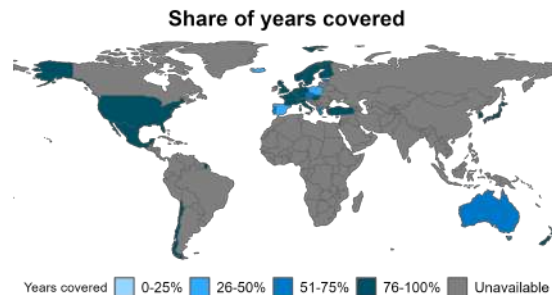 Share of years covered
Years covered 0-25% 26-50% 51-75% 76-100% Unavailable